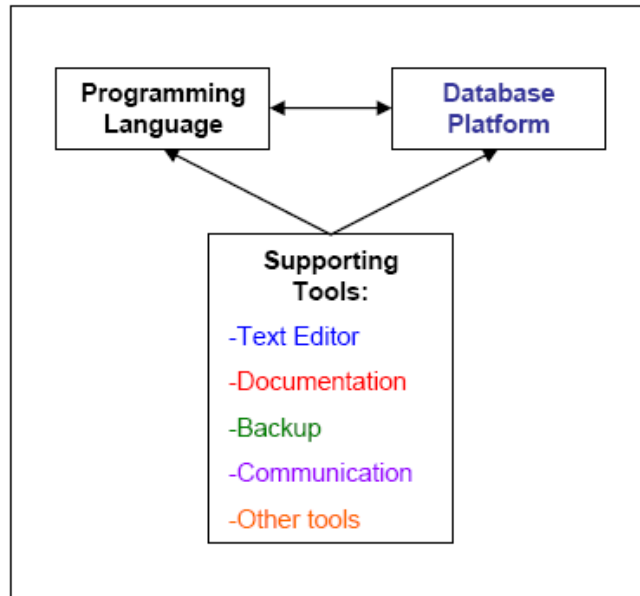 Programming
Language
Database
Platform
Supporting
Tools:
-Text Editor
-Documentation
-Backup
-Communication
-Other tools